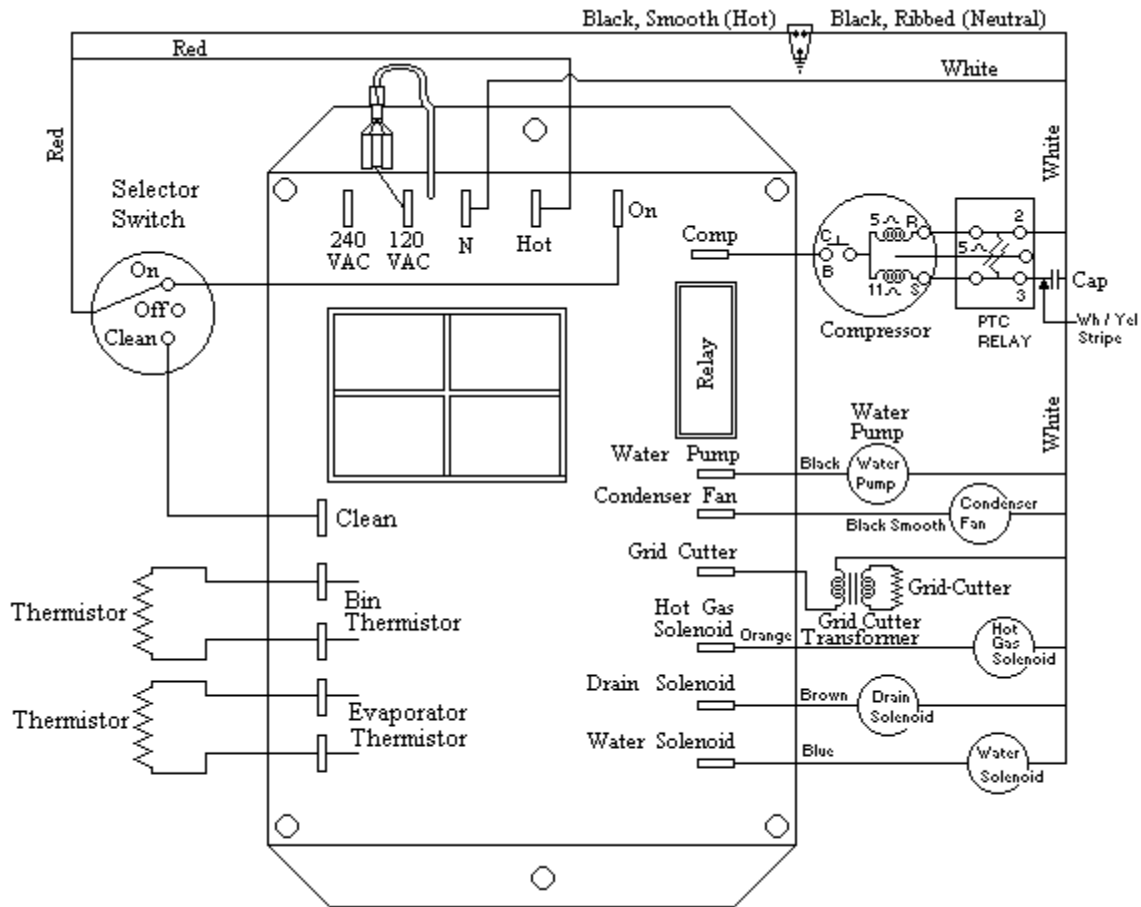 Black, Smooth (Hot)
Black, Ribbed (Neutral)
Red
White
Red
White
Selector
Switch
On
Off
Clean
240
VAC
120
VAC
N
Hot
On
Comp
C
B
5
R
11
S
Compressor
2
5
3
PTC
RELAY
Cap
Wh / Yel
Stripe
Relay
White
Water
Pump
Water Pump
Black
Water
Pump
Condenser Fan
Black Smooth
Condenser
Fan
Clean
Grid Cutter
Grid-Cutter
Grid Cutter
Transformer
Thermistor
Bin
Thermistor
Hot Gas
Solenoid
Orange
Hot
Gas
Solenoid
Thermistor
Evaporator
Thermistor
Drain Solenoid
Brown
Drain
Solenoid
Water Solenoid
Blue
Water
Solenoid